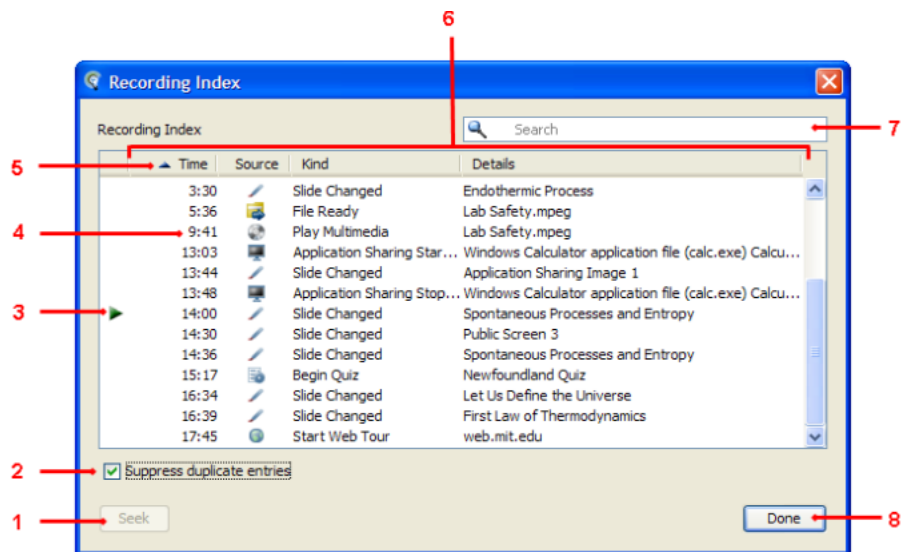 6
Recording Index
Recording Index
Search
7
5
Time Source Kind Details
3:30 Slide Changed Endothermic Process
5:36 File Ready Lab Safety.mpeg
4
9:41 Play Multimedia Lab Safety.mpeg
13:03 Application Sharing Star... Windows Calculator application file (calc.exe) Calcu...
13:44 Slide Changed Application Sharing Image 1
13:48 Application Sharing Stop... Windows Calculator application file (calc.exe) Calcu...
3
14:00 Slide Changed Spontaneous Processes and Entropy
14:30 Slide Changed Public Screen 3
14:36 Slide Changed Spontaneous Processes and Entropy
15:17 Begin Quiz Newfoundland Quiz
16:34 Slide Changed Let Us Define the Universe
16:39 Slide Changed First Law of Thermodynamics
17:45 Start Web Tour web.mit.edu
2
Suppress duplicate entries
1
Seek
Done
8